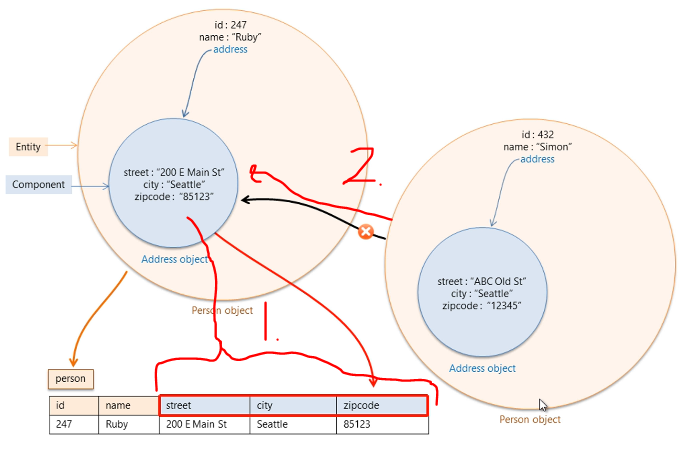 id : 247
name : “Ruby”
address
Entity
Component
street : “200 E Main St”
city : “Seattle”
zipcode : “85123”
Address object
Person object
2.
id : 432
name : “Simon”
address
street : “ABC Old St”
city : “Seattle”
zipcode : “12345”
Address object
Person object
1.
person
id name street city zipcode
247 Ruby 200 E Main St Seattle 85123